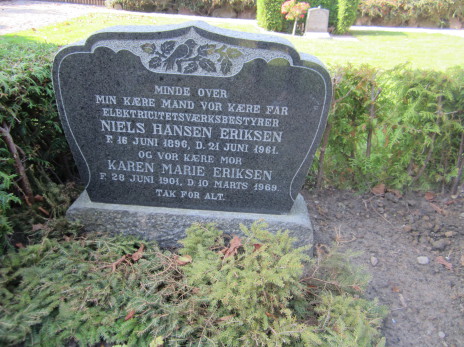 MINDE OVER
MIN KÆRE MAND VOR KÆRE FAR
ELEKTRICITETSVÆRKSBESTYRER
NIELS HANSEN ERIKSEN
F. 16 JUNI 1896, D. 21 JUNI 1961.
OG VOR KÆRE MOR
KAREN MARIE ERIKSEN
F. 28 JUNI 1901, D. 10 MARTS 1969.
TAK FOR ALT.